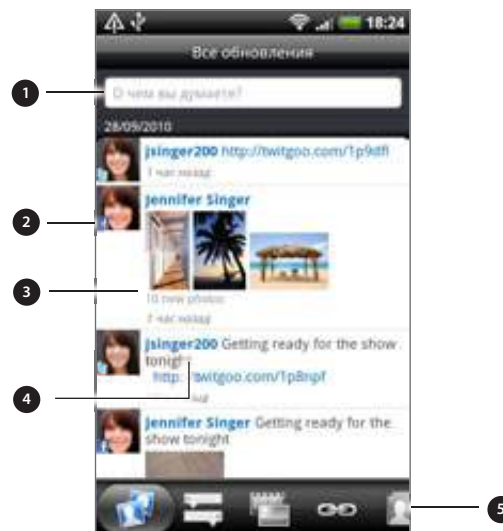 18:24
Все обновления
1
О чем вы думаете?
28/09/2010
jsinger200 http://twitgoo.com/1p9dfl
1 час назад
2
Jennifer Singer
3
10 new photos
1 час назад
jsinger200 Getting ready for the show
tonight
4
http: twitgoo.com/1p8npf
Jennifer Singer Getting ready for the
show tonight
5